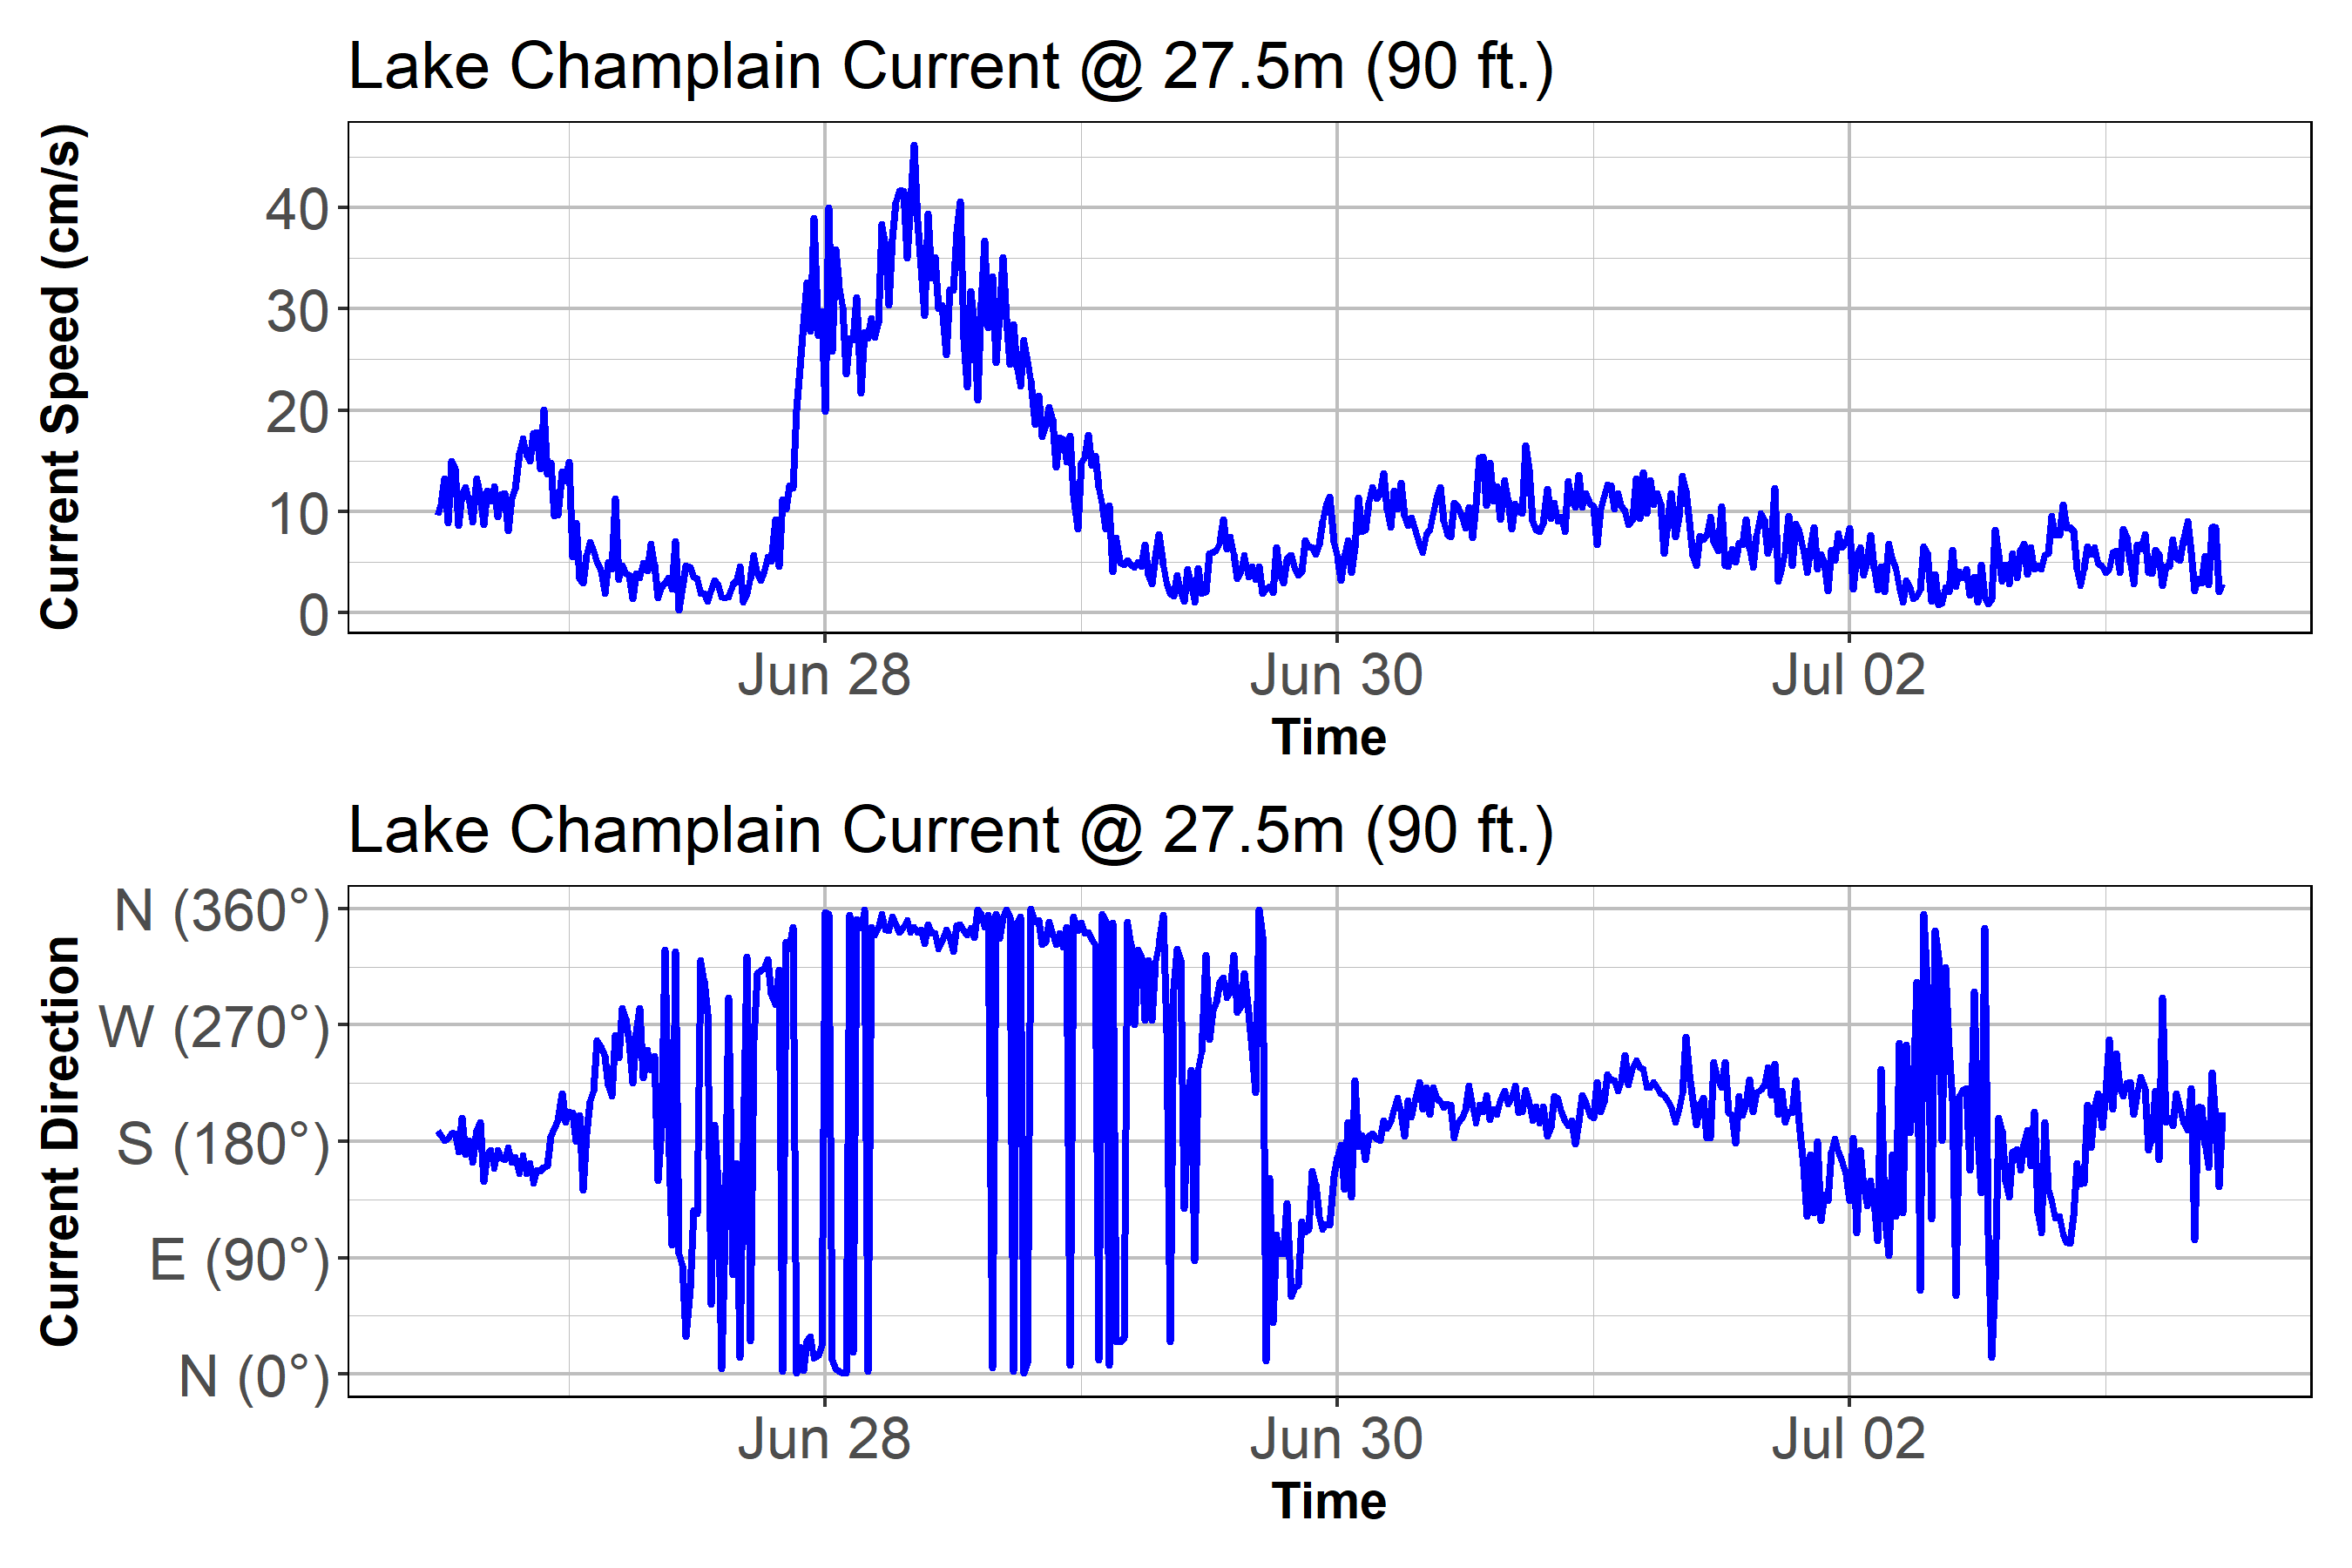 Lake Champlain Current @ 27.5m (90 ft.)
Current Speed (cm/s)
40
30
20
10
0
Jun 28 Jun 30 Jul 02
Time
Lake Champlain Current @ 27.5m (90 ft.)
Current Direction
N (360°)
W (270°)
S (180°)
E (90°)
N (0°)
Jun 28 Jun 30 Jul 02
Time